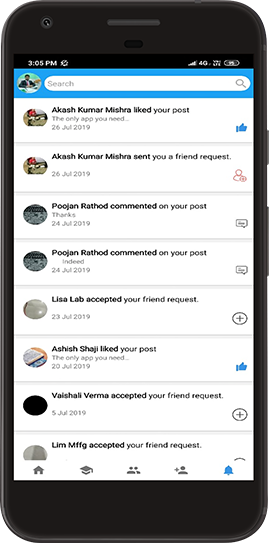 3:05 PM
4G
Search
Akash Kumar Mishra liked your post
The only app you need...
26 Jul 2019
Akash Kumar Mishra sent you a friend request.
26 Jul 2019
Poojan Rathod commented on your post
Thanks
24 Jul 2019
Poojan Rathod commented on your post
Indeed
24 Jul 2019
Lisa Lab accepted your friend request.
23 Jul 2019
Ashish Shaji liked your post
The only app you need...
20 Jul 2019
Vaishali Verma accepted your friend request.
5 Jul 2019
Lim Mffg accepted your friend request.